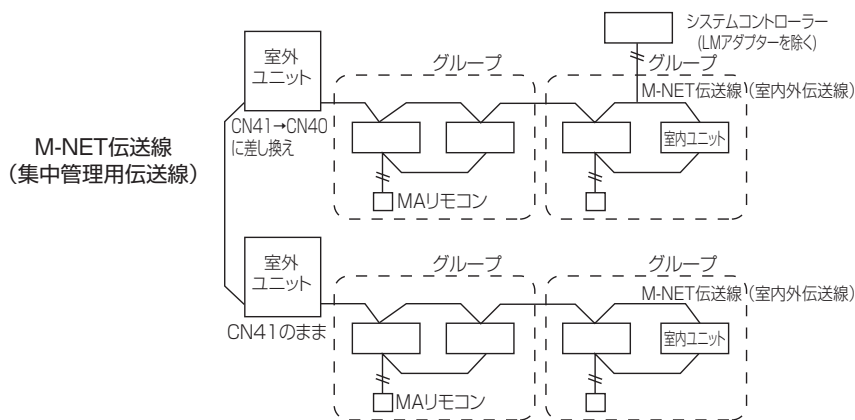 システムコントローラー
(LMアダプターを除く)
室外
ユニット
グループ
グループ
M-NET伝送線（室内外伝送線）
CN41→CN40
に差し換え
室内ユニット
M-NET伝送線
（集中管理用伝送線）
MAリモコン
室外
ユニット
グループ
グループ
M-NET伝送線（室内外伝送線）
CN41のまま
室内ユニット
MAリモコン